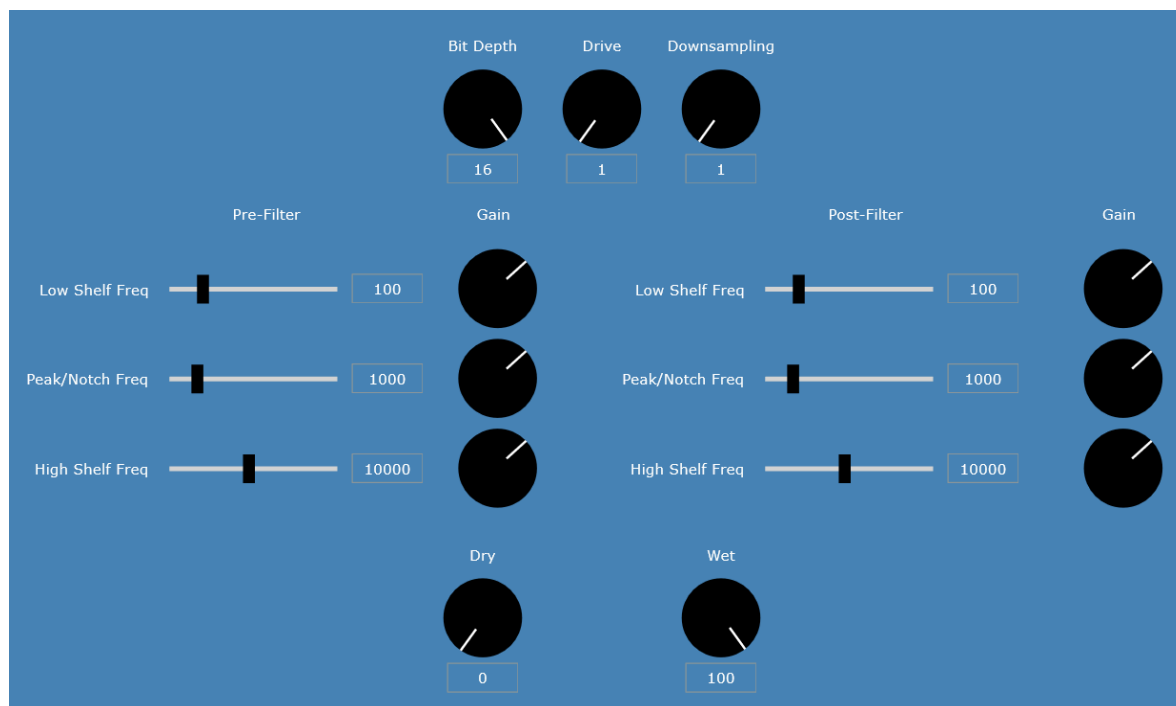 Bit Depth Drive Downsampling
16 1 1
Pre-Filter Gain Post-Filter Gain
Low Shelf Freq 100 Low Shelf Freq 100
Peak/Notch Freq 1000 Peak/Notch Freq 1000
High Shelf Freq 10000 High Shelf Freq 10000
Dry Wet
0 100